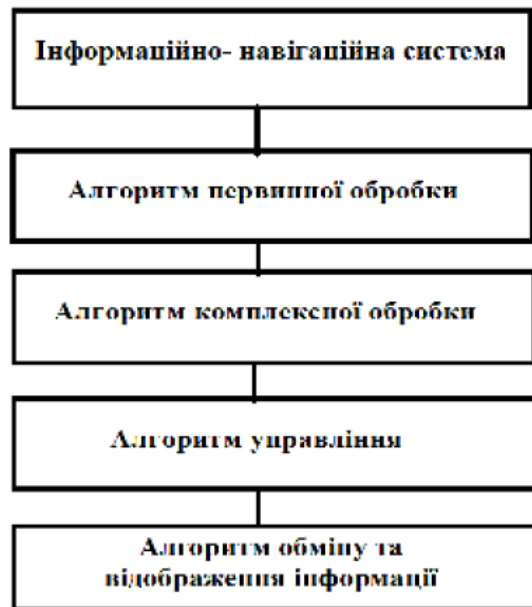 Інформаційно- навігаційна система
Алгоритм первинної обробки
Алгоритм комплексної обробки
Алгоритм управління
Алгоритм обміну та
відображення інформації